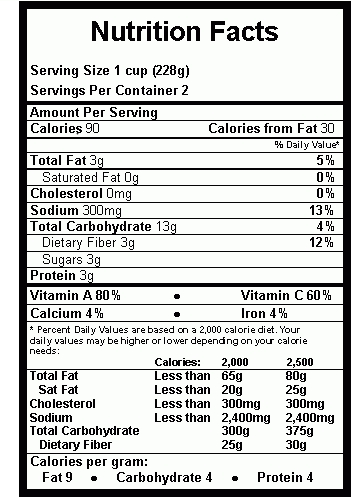 Nutrition Facts
Serving Size 1 cup (228g)
Servings Per Container 2
Amount Per Serving
Calories 90 Calories from Fat 30
% Daily Value*
Total Fat 3g 5%
Saturated Fat 0g 0%
Cholesterol 0mg 0%
Sodium 300mg 13%
Total Carbohydrate 13g 4%
Dietary Fiber 3g 12%
Sugars 3g
Protein 3g
Vitamin A 80% • Vitamin C 60%
Calcium 4% • Iron 4%
* Percent Daily Values are based on a 2,000 calorie diet. Your
daily values may be higher or lower depending on your calorie
needs:
Calories: 2,000 2,500
Total Fat Less than 65g 80g
Sat Fat Less than 20g 25g
Cholesterol Less than 300mg 300mg
Sodium Less than 2,400mg 2,400mg
Total Carbohydrate 300g 375g
Dietary Fiber 25g 30g
Calories per gram:
Fat 9 • Carbohydrate 4 • Protein 4